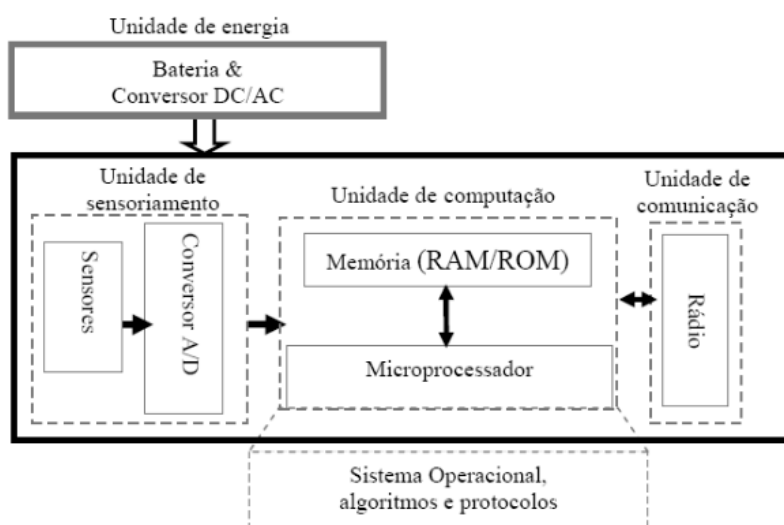 Unidade de energia
Bateria &
Conversor DC/AC
Unidade de
sensoriamento
Sensores
Conversor A/D
Unidade de computação
Memória (RAM/ROM)
Microprocessador
Unidade de
comunicação
Rádio
Sistema Operacional,
algoritmos e protocolos